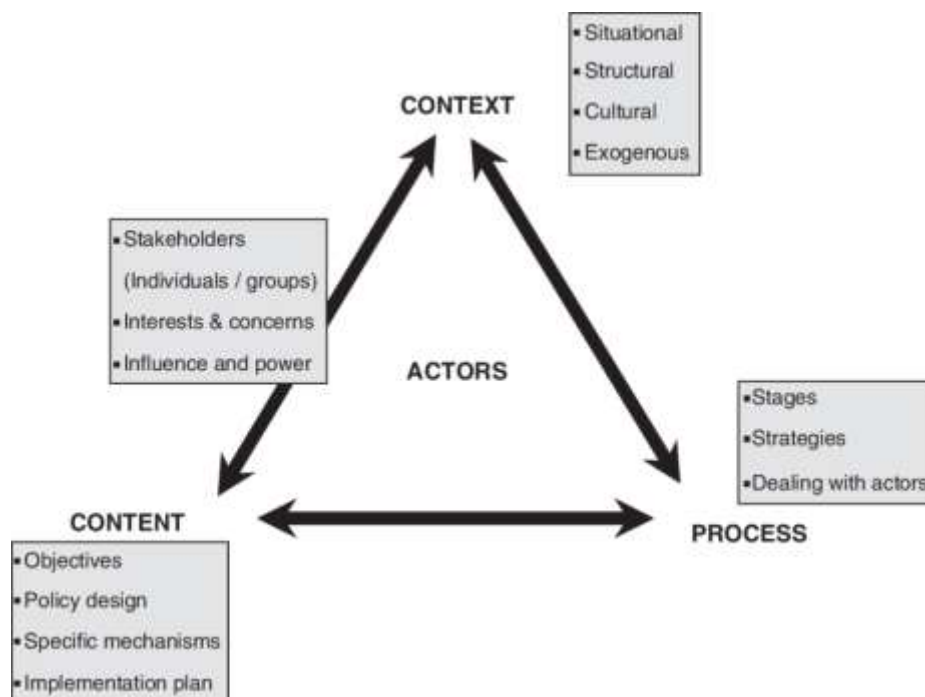 ▪ Situational
▪ Structural
▪ Cultural
▪ Exogenous
CONTEXT
▪ Stakeholders
(Individuals / groups)
▪ Interests & concerns
▪ Influence and power
ACTORS
▪ Stages
▪ Strategies
▪ Dealing with actors
CONTENT
▪ Objectives
▪ Policy design
▪ Specific mechanisms
▪ Implementation plan
PROCESS